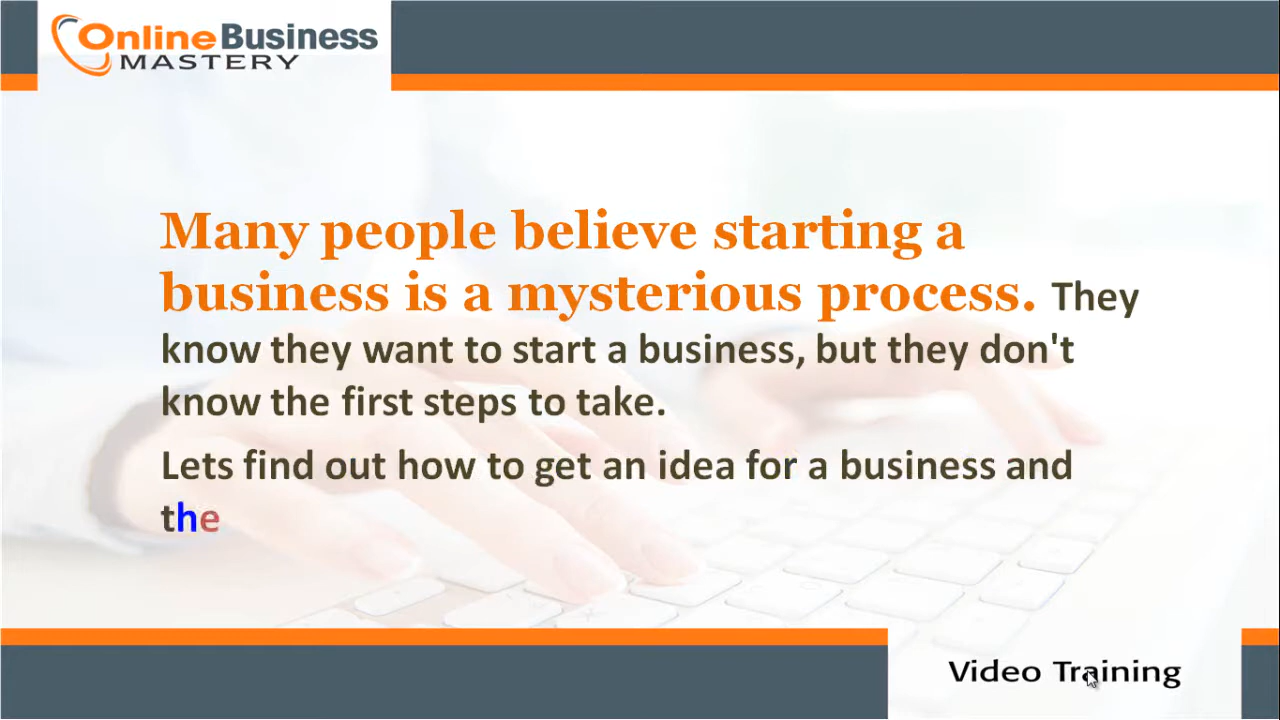 Online Business
MASTERY
Many people believe starting a
business is a mysterious process. They
know they want to start a business, but they don't
know the first steps to take.
Lets find out how to get an idea for a business and
the
Video Training